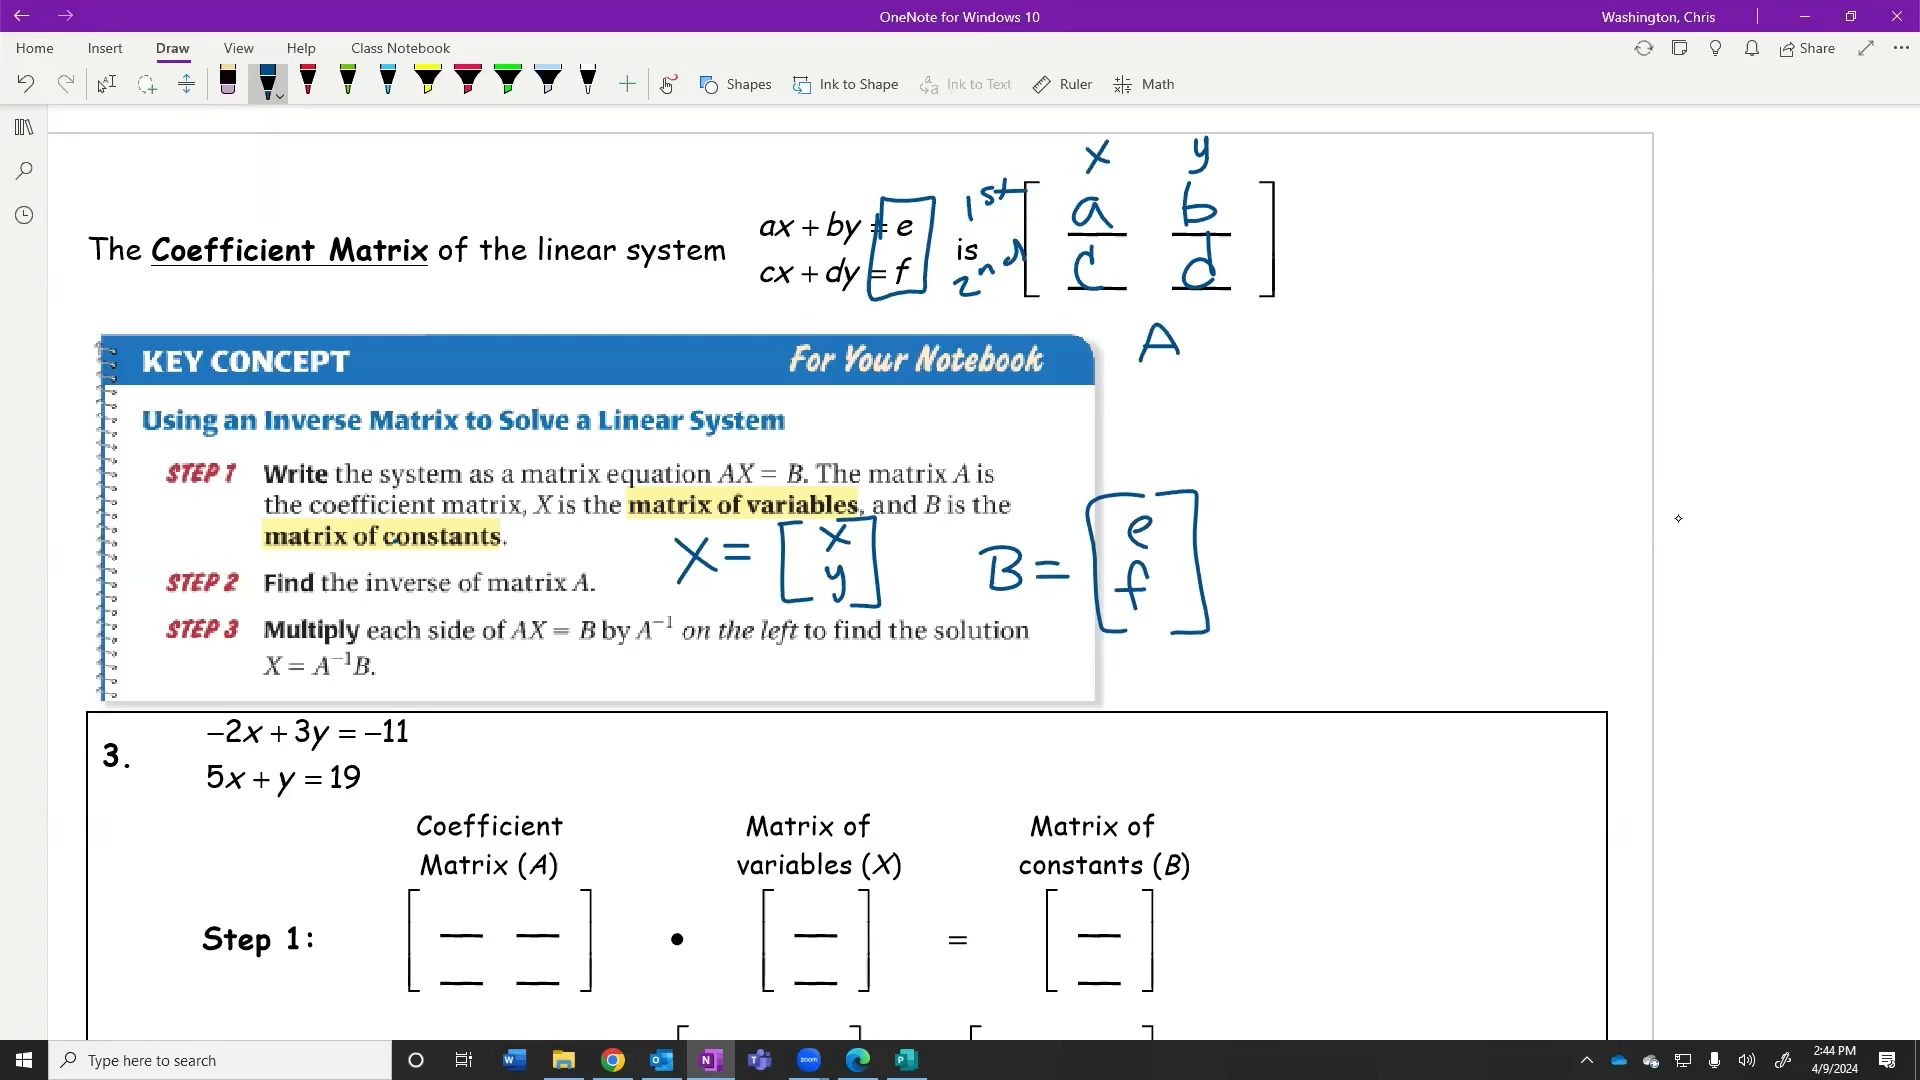 OneNote for Windows 10
Washington, Chris
Home Insert Draw View Help Class Notebook
Share
Shapes Ink to Shape Ink to Text Ruler Math
x y
The Coefficient Matrix of the linear system
ax + by = e
cx + dy = f
is
1st
2nd
a b
c d
A
KEY CONCEPT For Your Notebook
Using an Inverse Matrix to Solve a Linear System
STEP 1 Write the system as a matrix equation AX = B. The matrix A is
the coefficient matrix, X is the matrix of variables, and B is the
matrix of constants.
X = [x
y]
B = [e
f]
STEP 2 Find the inverse of matrix A.
STEP 3 Multiply each side of AX = B by A⁻¹ on the left to find the solution
X = A⁻¹B.
3.
−2x + 3y = −11
5x + y = 19
Coefficient Matrix of Matrix of
Matrix (A) variables (X) constants (B)
Step 1: • =
Type here to search
2:44 PM
4/9/2024